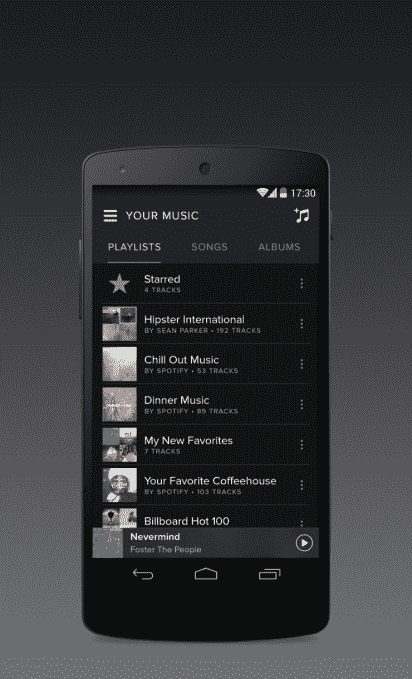 17:30
YOUR MUSIC
PLAYLISTS SONGS ALBUMS
Starred
4 TRACKS
Hipster International
BY SEAN PARKER • 192 TRACKS
Chill Out Music
BY SPOTIFY • 53 TRACKS
Dinner Music
BY SPOTIFY • 89 TRACKS
My New Favorites
7 TRACKS
Your Favorite Coffeehouse
BY SPOTIFY • 103 TRACKS
Billboard Hot 100
Nevermind
Foster The People